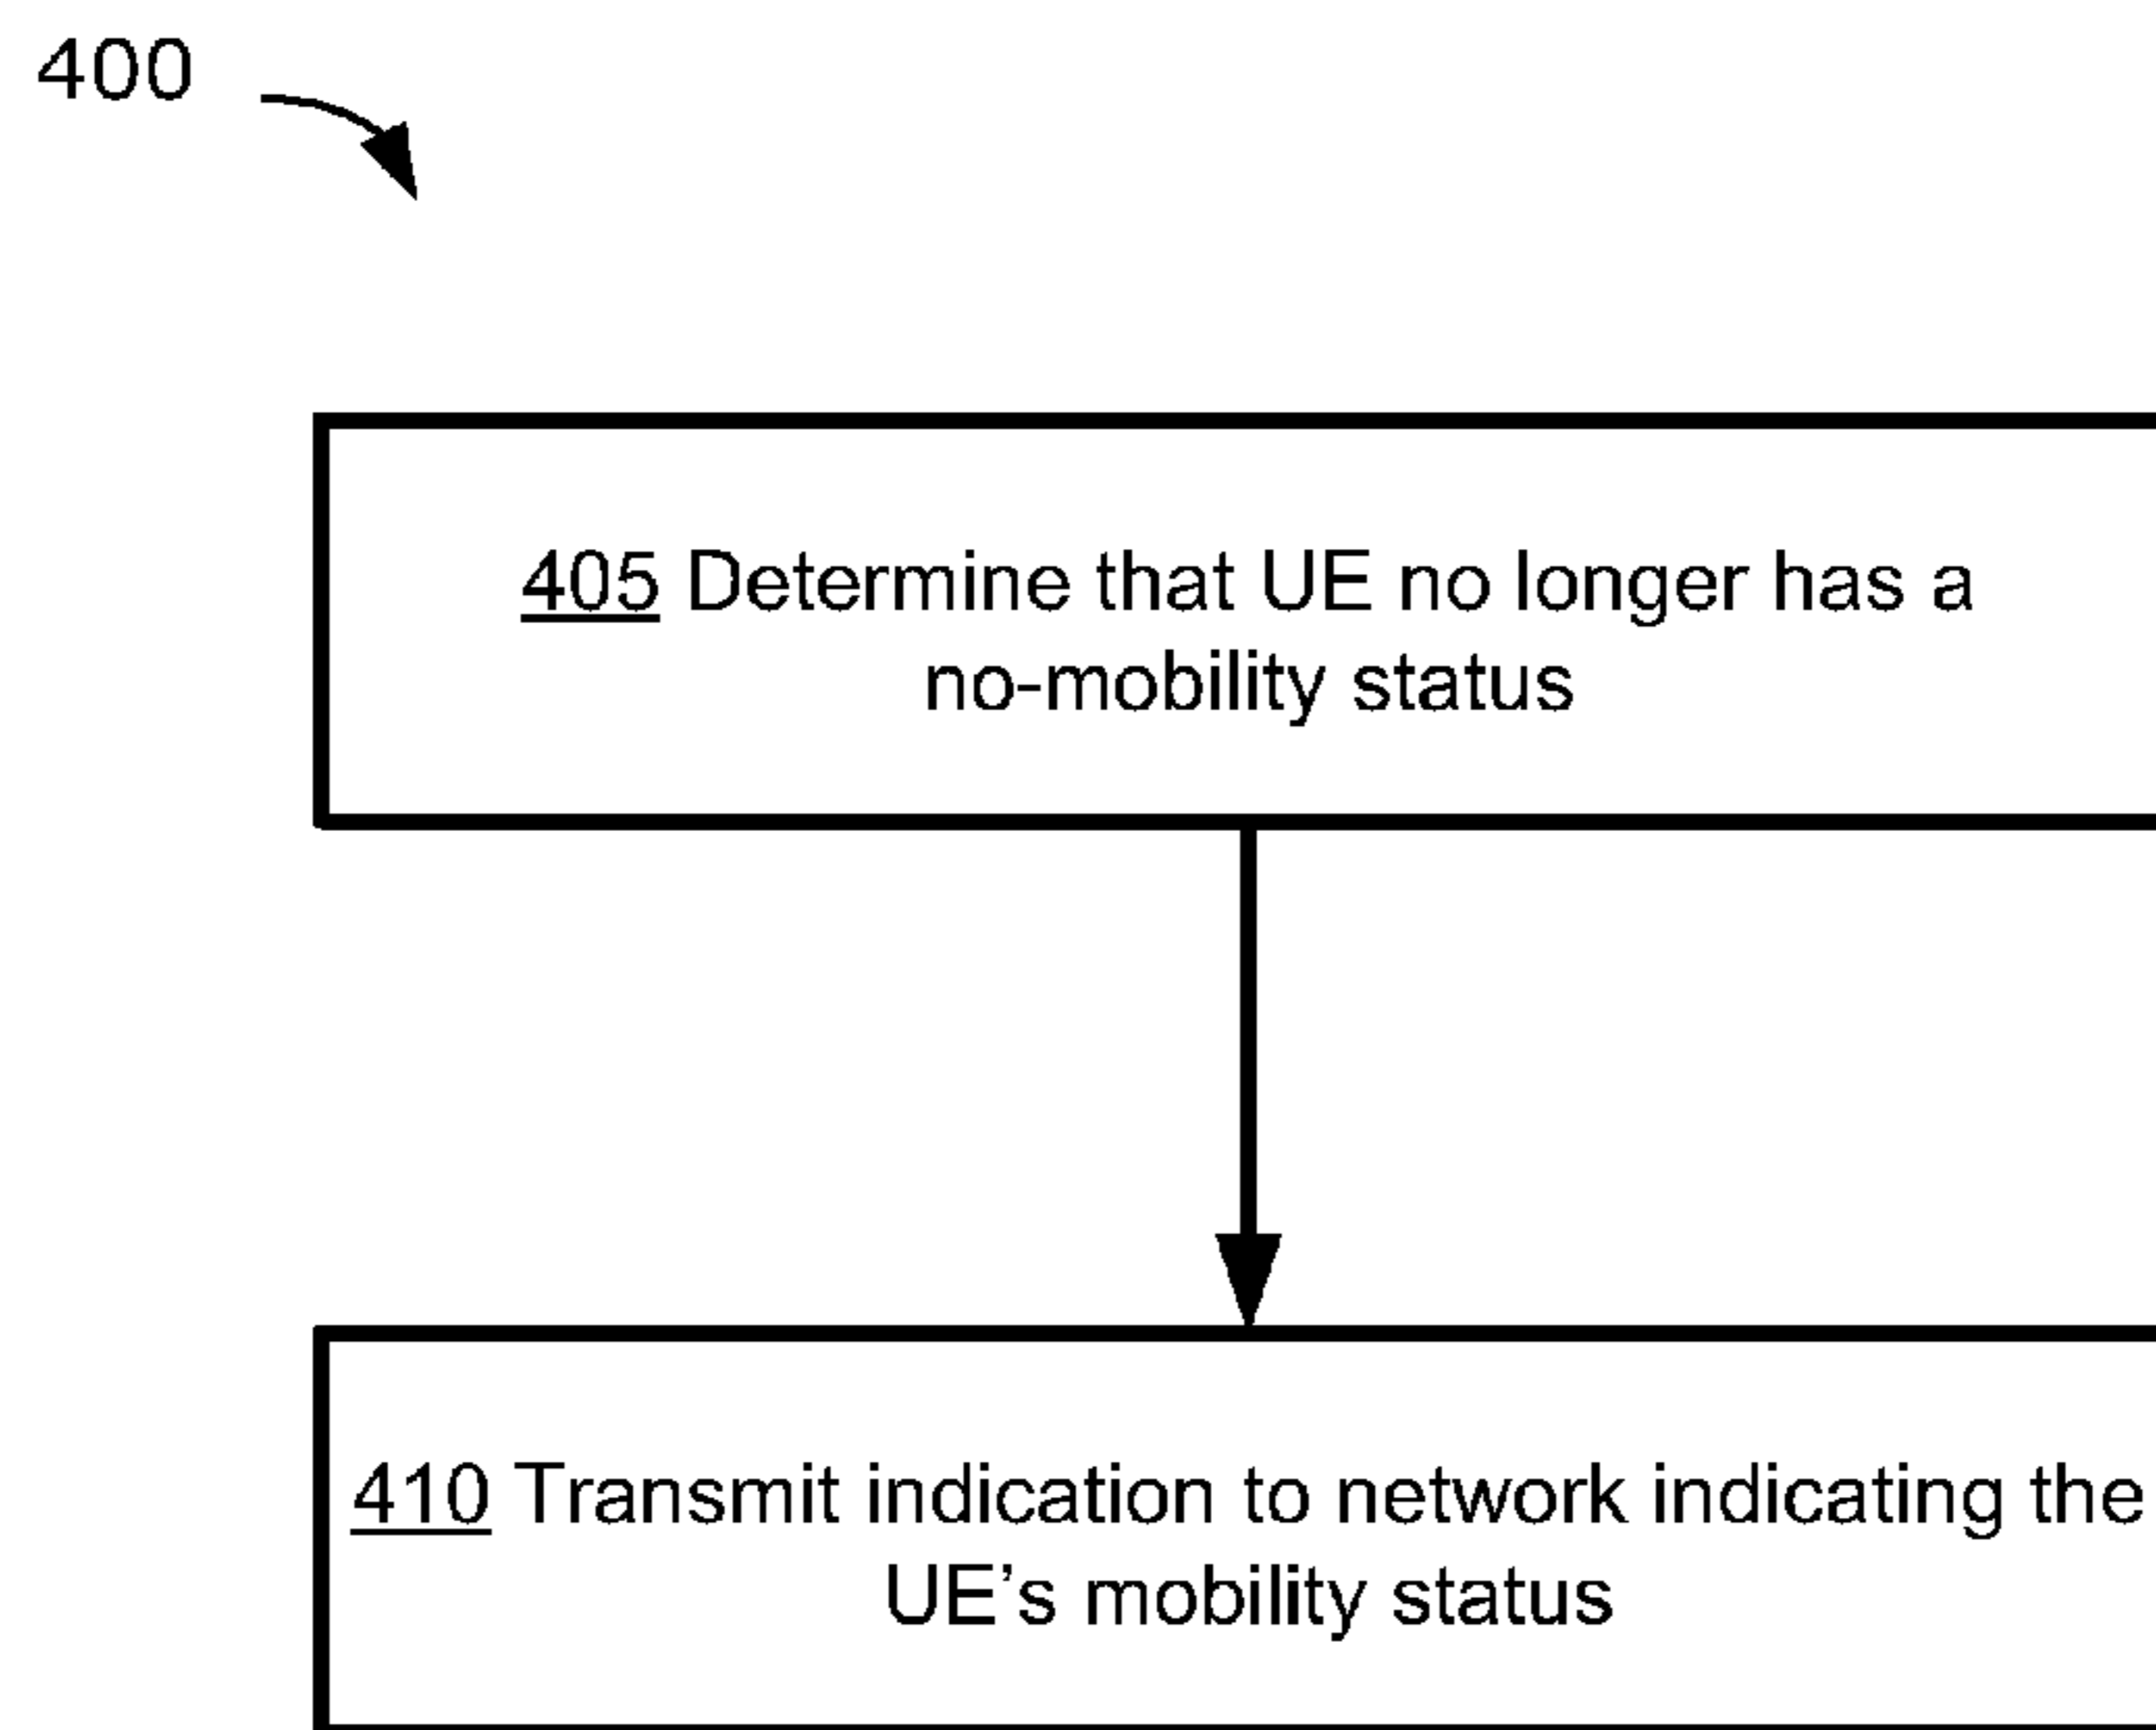 400
405 Determine that UE no longer has a
no-mobility status
410 Transmit indication to network indicating the
UE’s mobility status